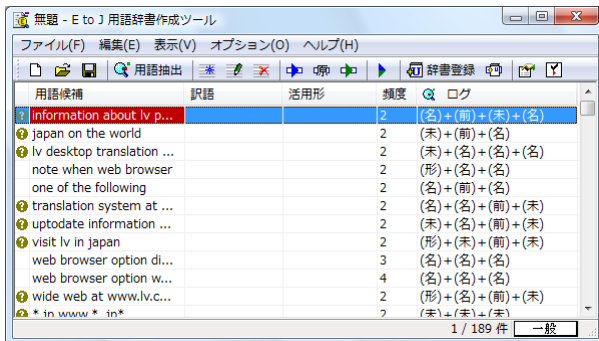 無題 - E to J 用語辞書作成ツール
ファイル(F) 編集(E) 表示(V) オプション(O) ヘルプ(H)
用語抽出 辞書登録
用語候補 訳語 活用形 頻度 ログ
information about lv p... 2 (名)+(前)+(未)+(名)
japan on the world 2 (未)+(前)+(名)
lv desktop translation ... 2 (未)+(名)+(名)+(名)
note when web browser 2 (形)+(名)+(名)
one of the following 2 (名)+(前)+(名)
translation system at ... 2 (名)+(名)+(前)+(未)
uptodate information ... 2 (未)+(名)+(前)+(未)
visit lv in japan 2 (形)+(未)+(前)+(未)
web browser option di... 3 (名)+(名)+(名)
web browser option w... 4 (名)+(名)+(名)
wide web at www.lv.c... 2 (形)+(名)+(前)+(未)
* in www.*. in* 2 (未)+(未)+(未)
1 / 189 件 一般